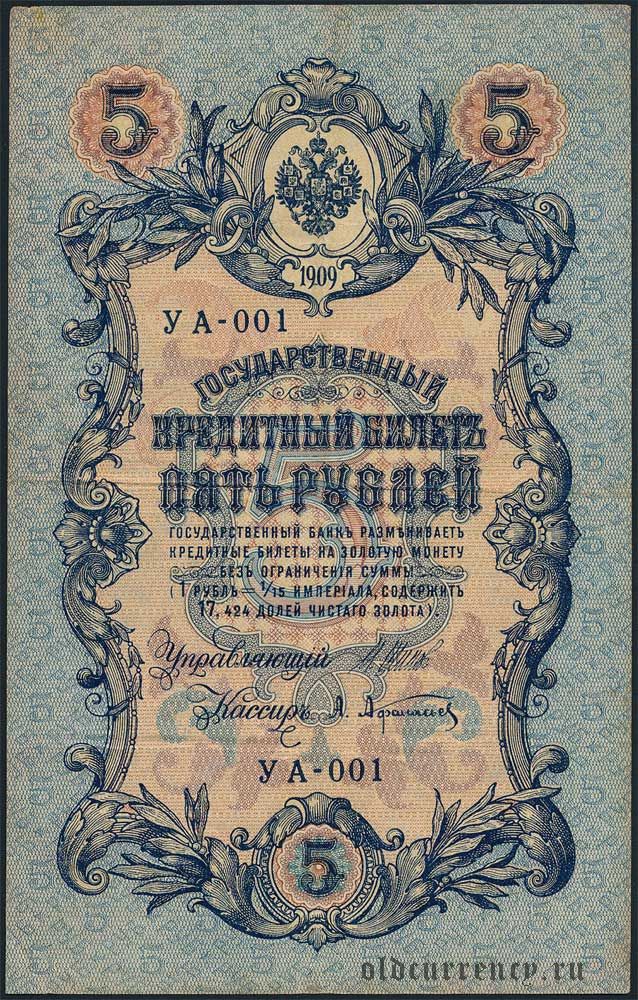 5 5
1909
УА-001
ГОСУДАРСТВЕННЫЙ
КРЕДИТНЫЙ БИЛЕТЪ
ПЯТЬ РУБЛЕЙ
5
ГОСУДАРСТВЕННЫЙ БАНКЪ РАЗМѢНИВАЕТЪ
КРЕДИТНЫЕ БИЛЕТЫ НА ЗОЛОТУЮ МОНЕТУ
БЕЗЪ ОГРАНИЧЕНІЯ СУММЫ
(1 РУБЛЬ = 1/15 ИМПЕРІАЛА, СОДЕРЖИТЪ
17,424 ДОЛЕЙ ЧИСТАГО ЗОЛОТА).
Управляющій
Кассиръ А. Афанасьев
УА-001
5
oldcurrency.ru